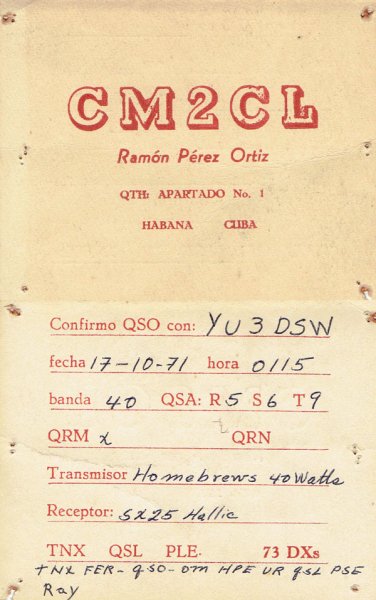 CM2CL
Ramón Pérez Ortiz
QTH: APARTADO No. 1
HABANA CUBA
Confirmo QSO con: YU3DSW
fecha 17-10-71 hora 0115
banda 40 QSA: R5 S6 T9
QRM x QRN
Transmisor Homebrews 40 Watts
Receptor: SX25 Hallic
TNX QSL PLE. 73 DXs
TNX FER- QSO- OM HPE UR QSL PSE
Ray